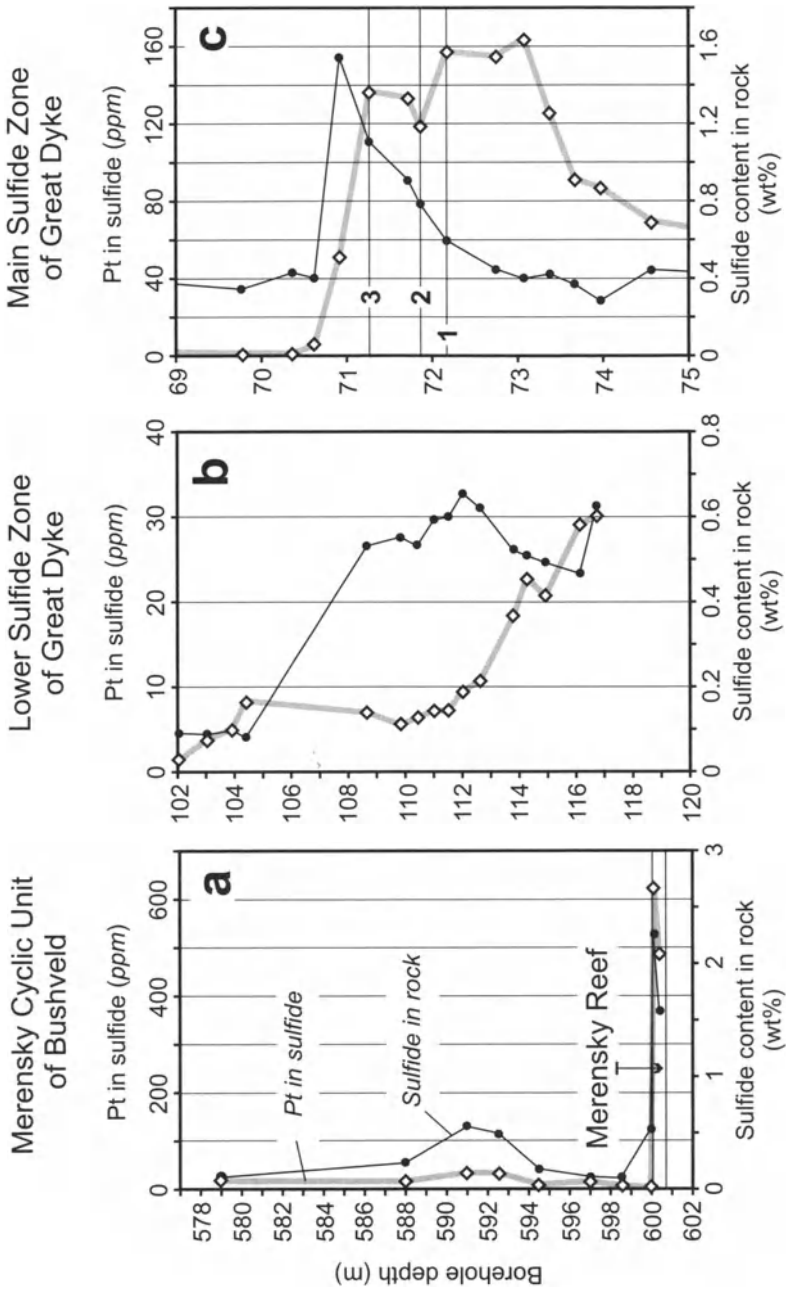 Merensky Cyclic Unit
of Bushveld
Pt in sulfide (ppm)
0 200 400 600
a
Borehole depth (m)
578
580
582
584
586
588
590
592
594
596
598
600
602
Pt in sulfide
Sulfide in rock
Merensky Reef
0 1 2 3
Sulfide content in rock
(wt%)
Lower Sulfide Zone
of Great Dyke
Pt in sulfide (ppm)
0 10 20 30 40
b
102
104
106
108
110
112
114
116
118
120
0 0.2 0.4 0.6 0.8
Sulfide content in rock
(wt%)
Main Sulfide Zone
of Great Dyke
Pt in sulfide (ppm)
0 40 80 120 160
c
69
70
71
72
73
74
75
3
2
1
0 0.4 0.8 1.2 1.6
Sulfide content in rock
(wt%)